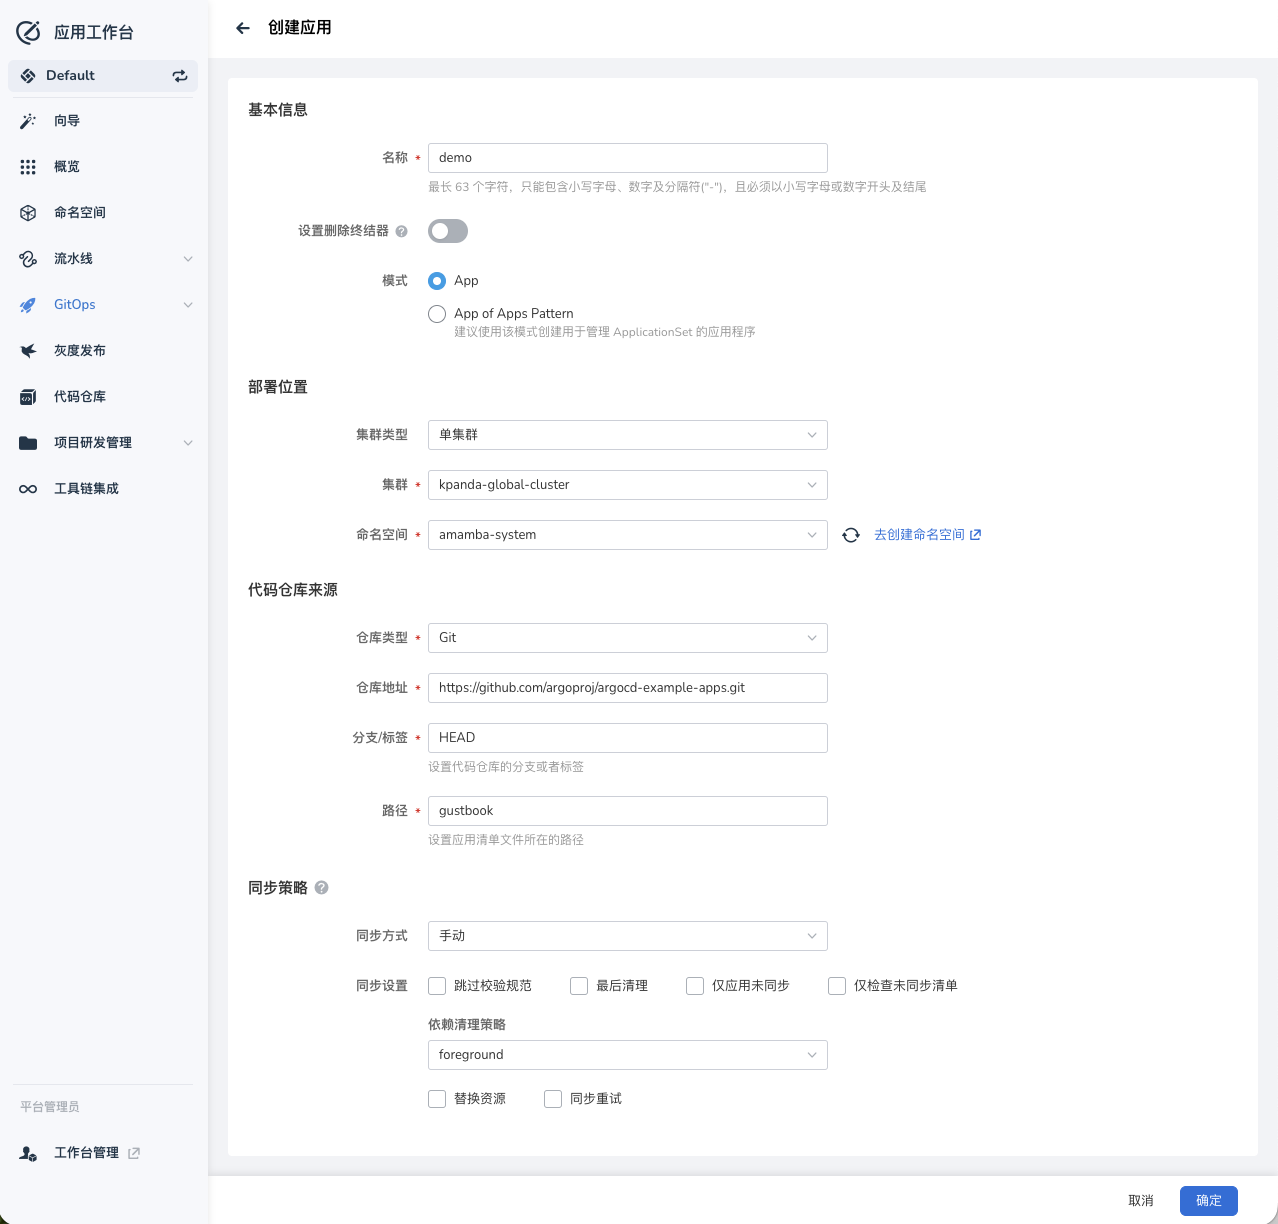 应用工作台
Default
向导
概览
命名空间
流水线
GitOps
灰度发布
代码仓库
项目研发管理
工具链集成
平台管理员
工作台管理
创建应用
基本信息
名称 * demo
最长 63 个字符，只能包含小写字母、数字及分隔符("-")，且必须以小写字母或数字开头及结尾
设置删除终结器
模式 App
App of Apps Pattern
建议使用该模式创建用于管理 ApplicationSet 的应用程序
部署位置
集群类型 单集群
集群 * kpanda-global-cluster
命名空间 * amamba-system 去创建命名空间
代码仓库来源
仓库类型 * Git
仓库地址 * https://github.com/argoproj/argocd-example-apps.git
分支/标签 * HEAD
设置代码仓库的分支或者标签
路径 * gustbook
设置应用清单文件所在的路径
同步策略
同步方式 手动
同步设置 跳过校验规范 最后清理 仅应用未同步 仅检查未同步清单
依赖清理策略
foreground
替换资源 同步重试
取消 确定